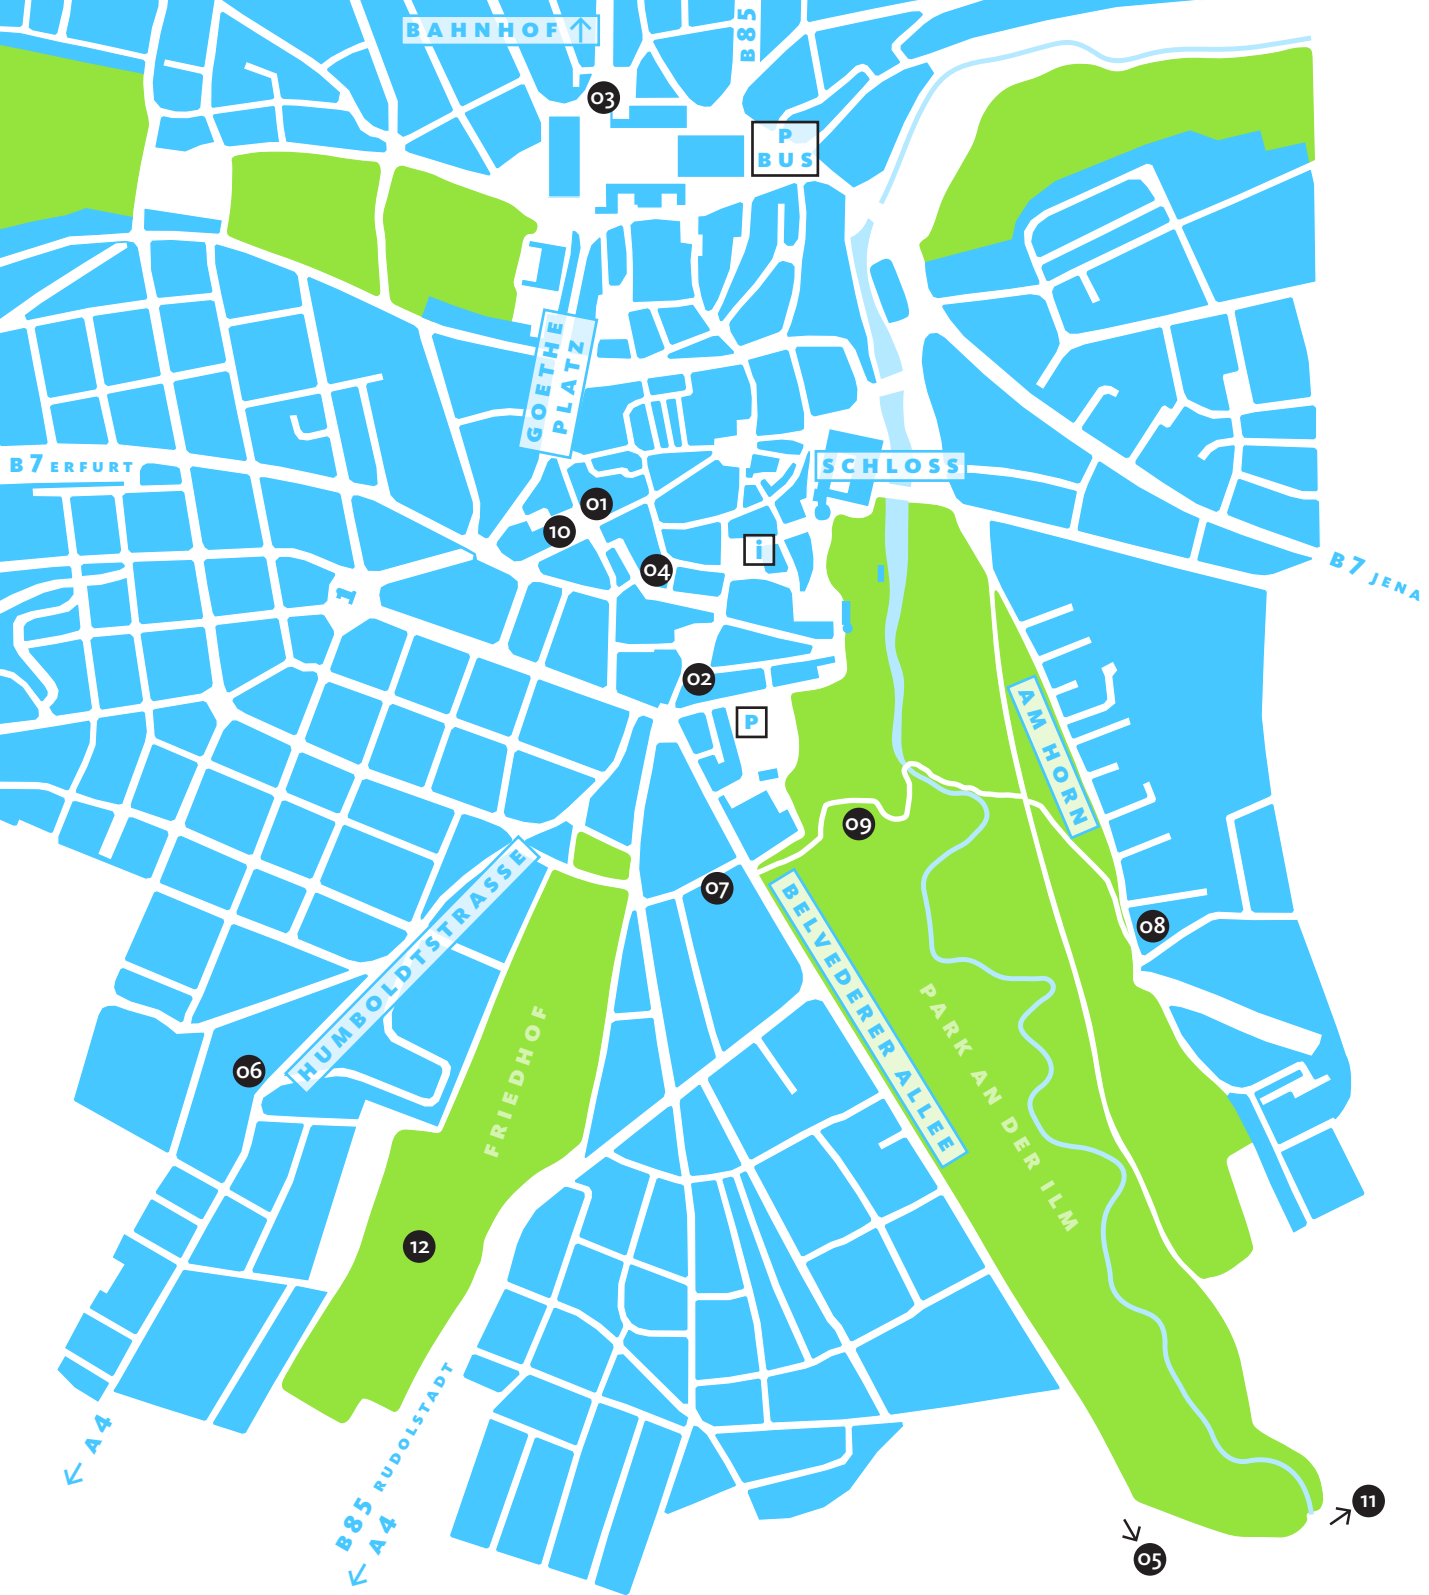 BAHNHOF ↑
B85
03
P
BUS
GOETHE
PLATZ
B7 ERFURT
SCHLOSS
01
10
i
04
B7 JENA
1
02
P
AM HORN
09
07
HUMBOLDTSTRASSE
BELVEDERER ALLEE
08
PARK AN DER ILM
FRIEDHOF
06
12
← A4
B85 RUDOLSTADT
← A4
11
05